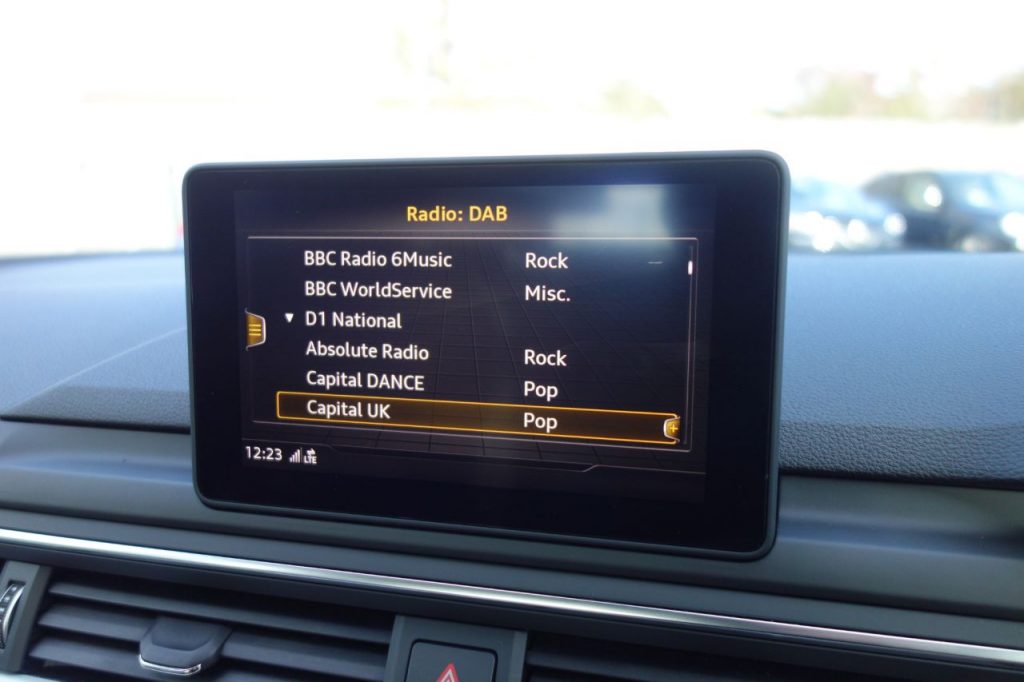 Radio: DAB
BBC Radio 6Music Rock
BBC WorldService Misc.
D1 National
Absolute Radio Rock
Capital DANCE Pop
Capital UK Pop
12:23 LTE